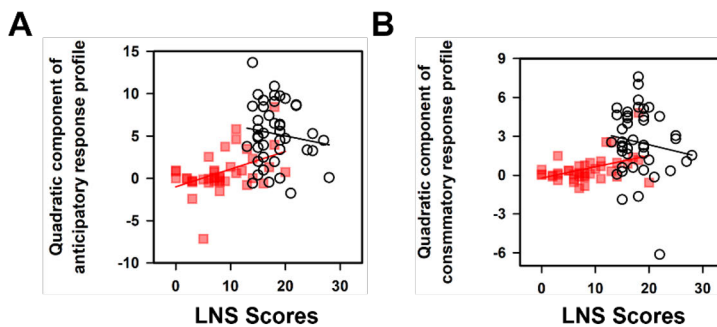 A
Quadratic component of
anticipatory response profile
15
10
5
0
-5
-10
0 10 20 30
LNS Scores
B
Quadratic component of
consmmatory response profile
9
6
3
0
-3
-6
0 10 20 30
LNS Scores